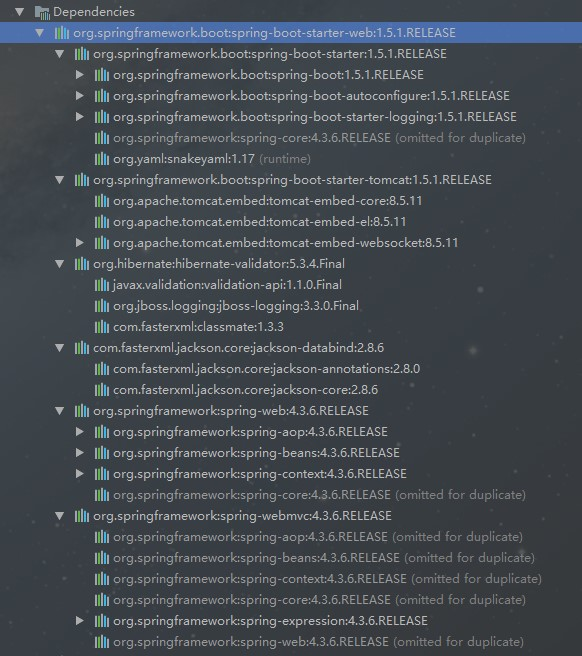 Dependencies
org.springframework.boot:spring-boot-starter-web:1.5.1.RELEASE
org.springframework.boot:spring-boot-starter:1.5.1.RELEASE
org.springframework.boot:spring-boot:1.5.1.RELEASE
org.springframework.boot:spring-boot-autoconfigure:1.5.1.RELEASE
org.springframework.boot:spring-boot-starter-logging:1.5.1.RELEASE
org.springframework:spring-core:4.3.6.RELEASE (omitted for duplicate)
org.yaml:snakeyaml:1.17 (runtime)
org.springframework.boot:spring-boot-starter-tomcat:1.5.1.RELEASE
org.apache.tomcat.embed:tomcat-embed-core:8.5.11
org.apache.tomcat.embed:tomcat-embed-el:8.5.11
org.apache.tomcat.embed:tomcat-embed-websocket:8.5.11
org.hibernate:hibernate-validator:5.3.4.Final
javax.validation:validation-api:1.1.0.Final
org.jboss.logging:jboss-logging:3.3.0.Final
com.fasterxml:classmate:1.3.3
com.fasterxml.jackson.core:jackson-databind:2.8.6
com.fasterxml.jackson.core:jackson-annotations:2.8.0
com.fasterxml.jackson.core:jackson-core:2.8.6
org.springframework:spring-web:4.3.6.RELEASE
org.springframework:spring-aop:4.3.6.RELEASE
org.springframework:spring-beans:4.3.6.RELEASE
org.springframework:spring-context:4.3.6.RELEASE
org.springframework:spring-core:4.3.6.RELEASE (omitted for duplicate)
org.springframework:spring-webmvc:4.3.6.RELEASE
org.springframework:spring-aop:4.3.6.RELEASE (omitted for duplicate)
org.springframework:spring-beans:4.3.6.RELEASE (omitted for duplicate)
org.springframework:spring-context:4.3.6.RELEASE (omitted for duplicate)
org.springframework:spring-core:4.3.6.RELEASE (omitted for duplicate)
org.springframework:spring-expression:4.3.6.RELEASE
org.springframework:spring-web:4.3.6.RELEASE (omitted for duplicate)